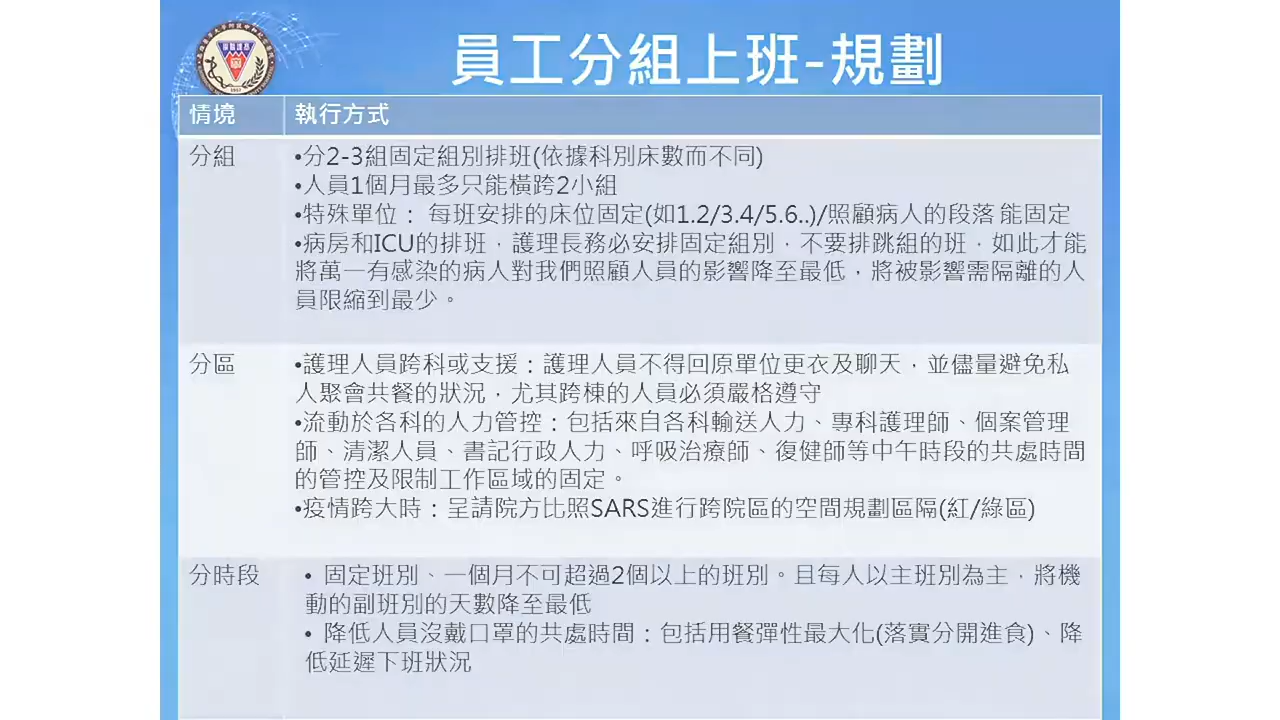 員工分組上班-規劃
情境 執行方式
分組 •分2-3組固定組別排班(依據科別床數而不同)
•人員1個月最多只能橫跨2小組
•特殊單位： 每班安排的床位固定(如1.2/3.4/5.6..)/照顧病人的段落 能固定
•病房和ICU的排班，護理長務必安排固定組別，不要排跳組的班，如此才能
將萬一有感染的病人對我們照顧人員的影響降至最低，將被影響需隔離的人
員限縮到最少。
分區 •護理人員跨科或支援：護理人員不得回原單位更衣及聊天，並儘量避免私
人聚會共餐的狀況，尤其跨棟的人員必須嚴格遵守
•流動於各科的人力管控：包括來自各科輸送人力、專科護理師、個案管理
師、清潔人員、書記行政人力、呼吸治療師、復健師等中午時段的共處時間
的管控及限制工作區域的固定。
•疫情跨大時：呈請院方比照SARS進行跨院區的空間規劃區隔(紅/綠區)
分時段 • 固定班別、一個月不可超過2個以上的班別。且每人以主班別為主，將機
動的副班別的天數降至最低
• 降低人員沒戴口罩的共處時間：包括用餐彈性最大化(落實分開進食)、降
低延遲下班狀況